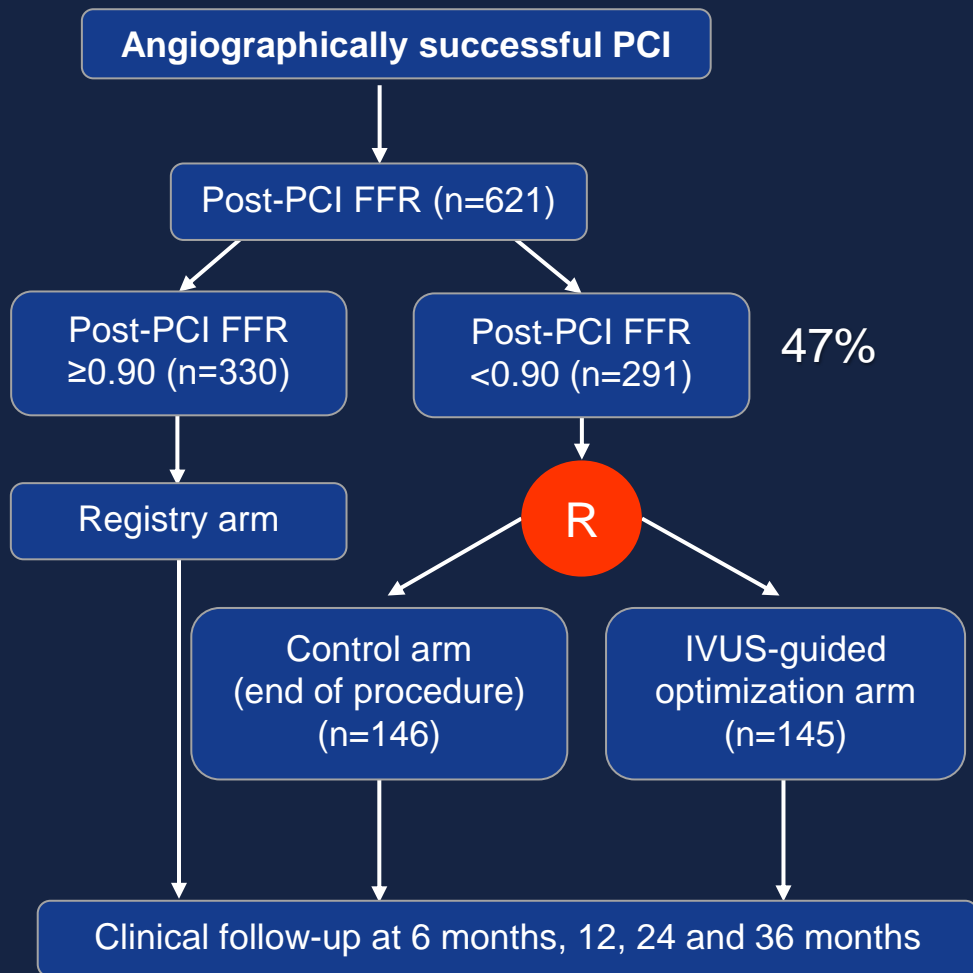 Angiographically successful PCI
Post-PCI FFR (n=621)
Post-PCI FFR
≥0.90 (n=330)
Post-PCI FFR
<0.90 (n=291)
47%
Registry arm
R
Control arm
(end of procedure)
(n=146)
IVUS-guided
optimization arm
(n=145)
Clinical follow-up at 6 months, 12, 24 and 36 months